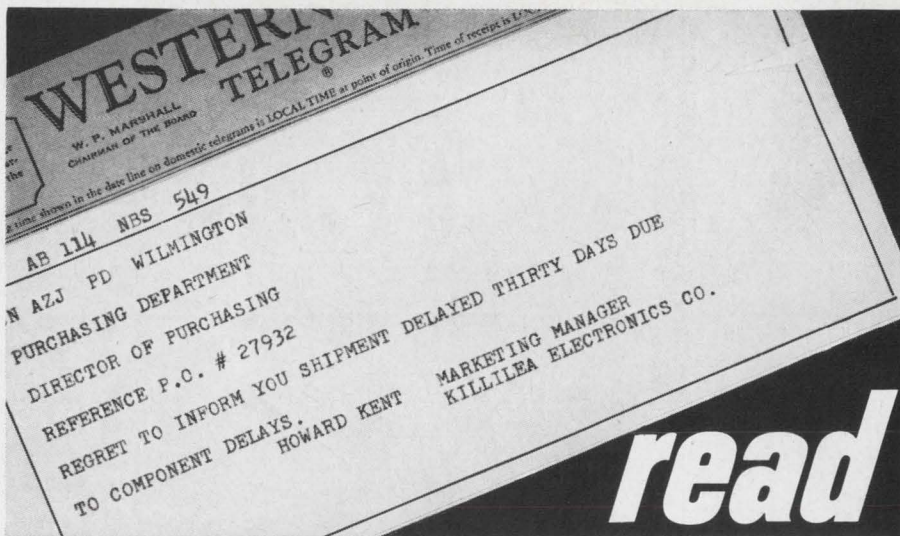 WESTERN
TELEGRAM
®
W. P. MARSHALL
CHAIRMAN OF THE BOARD
the
time shown in the date line on domestic telegrams is LOCAL TIME at point of origin. Time of receipt is
AB 114 NBS 549
N AZJ PD WILMINGTON
PURCHASING DEPARTMENT
DIRECTOR OF PURCHASING
REFERENCE P.O. # 27932
REGRET TO INFORM YOU SHIPMENT DELAYED THIRTY DAYS DUE
TO COMPONENT DELAYS.
HOWARD KENT MARKETING MANAGER
KILLILEA ELECTRONICS CO.
read